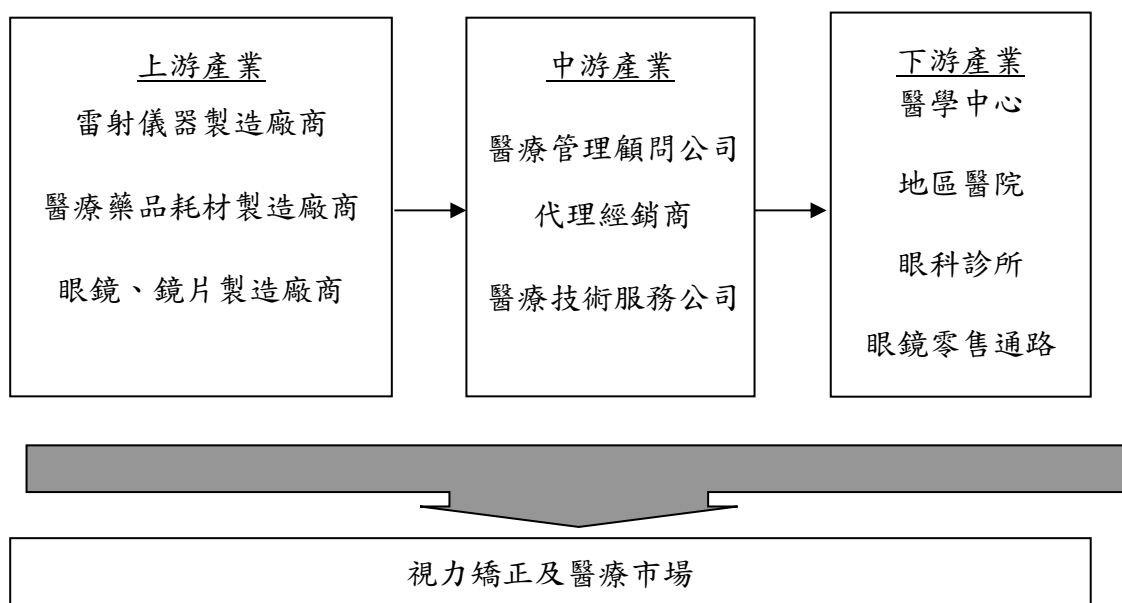 上游產業
雷射儀器製造廠商
醫療藥品耗材製造廠商
眼鏡、鏡片製造廠商
中游產業
醫療管理顧問公司
代理經銷商
醫療技術服務公司
下游產業
醫學中心
地區醫院
眼科診所
眼鏡零售通路
視力矯正及醫療市場